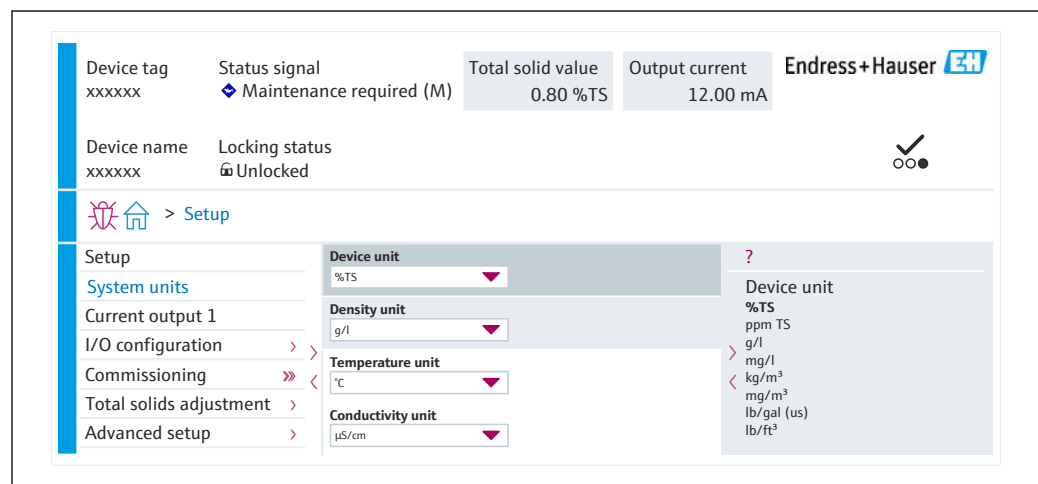 Device tag
xxxxxx
Status signal
Maintenance required (M)
Total solid value
0.80 %TS
Output current
12.00 mA
Endress+Hauser EH
Device name
xxxxxx
Locking status
Unlocked
> Setup
Setup
System units
Current output 1
I/O configuration >
Commissioning >>>
Total solids adjustment >
Advanced setup >
>
<
Device unit
%TS
Density unit
g/l
Temperature unit
°C
Conductivity unit
µS/cm
>
<
?
Device unit
%TS
ppm TS
g/l
mg/l
kg/m³
mg/m³
lb/gal (us)
lb/ft³